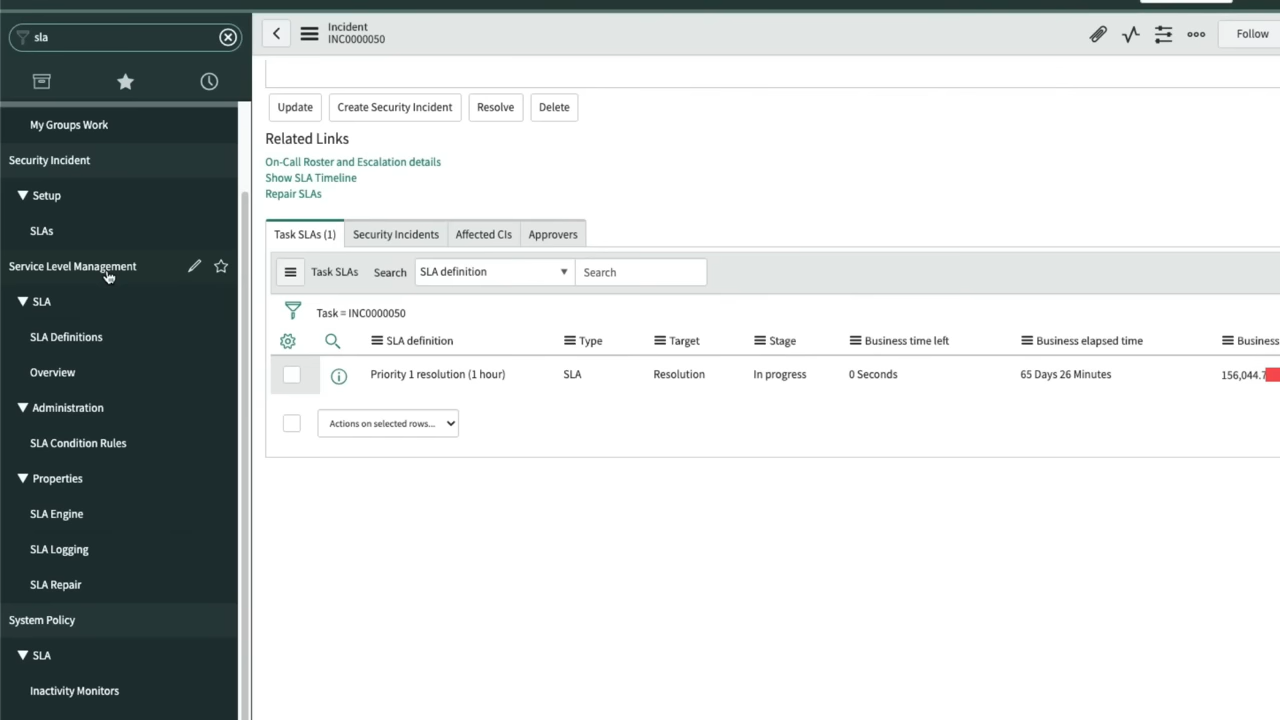 sla
My Groups Work
Security Incident
Setup
SLAs
Service Level Management
SLA
SLA Definitions
Overview
Administration
SLA Condition Rules
Properties
SLA Engine
SLA Logging
SLA Repair
System Policy
SLA
Inactivity Monitors
Incident
INC0000050
Follow
Update Create Security Incident Resolve Delete
Related Links
On-Call Roster and Escalation details
Show SLA Timeline
Repair SLAs
Task SLAs (1) Security Incidents Affected CIs Approvers
Task SLAs Search SLA definition Search
Task = INC0000050
SLA definition Type Target Stage Business time left Business elapsed time Business
Priority 1 resolution (1 hour) SLA Resolution In progress 0 Seconds 65 Days 26 Minutes 156,044.7
Actions on selected rows...